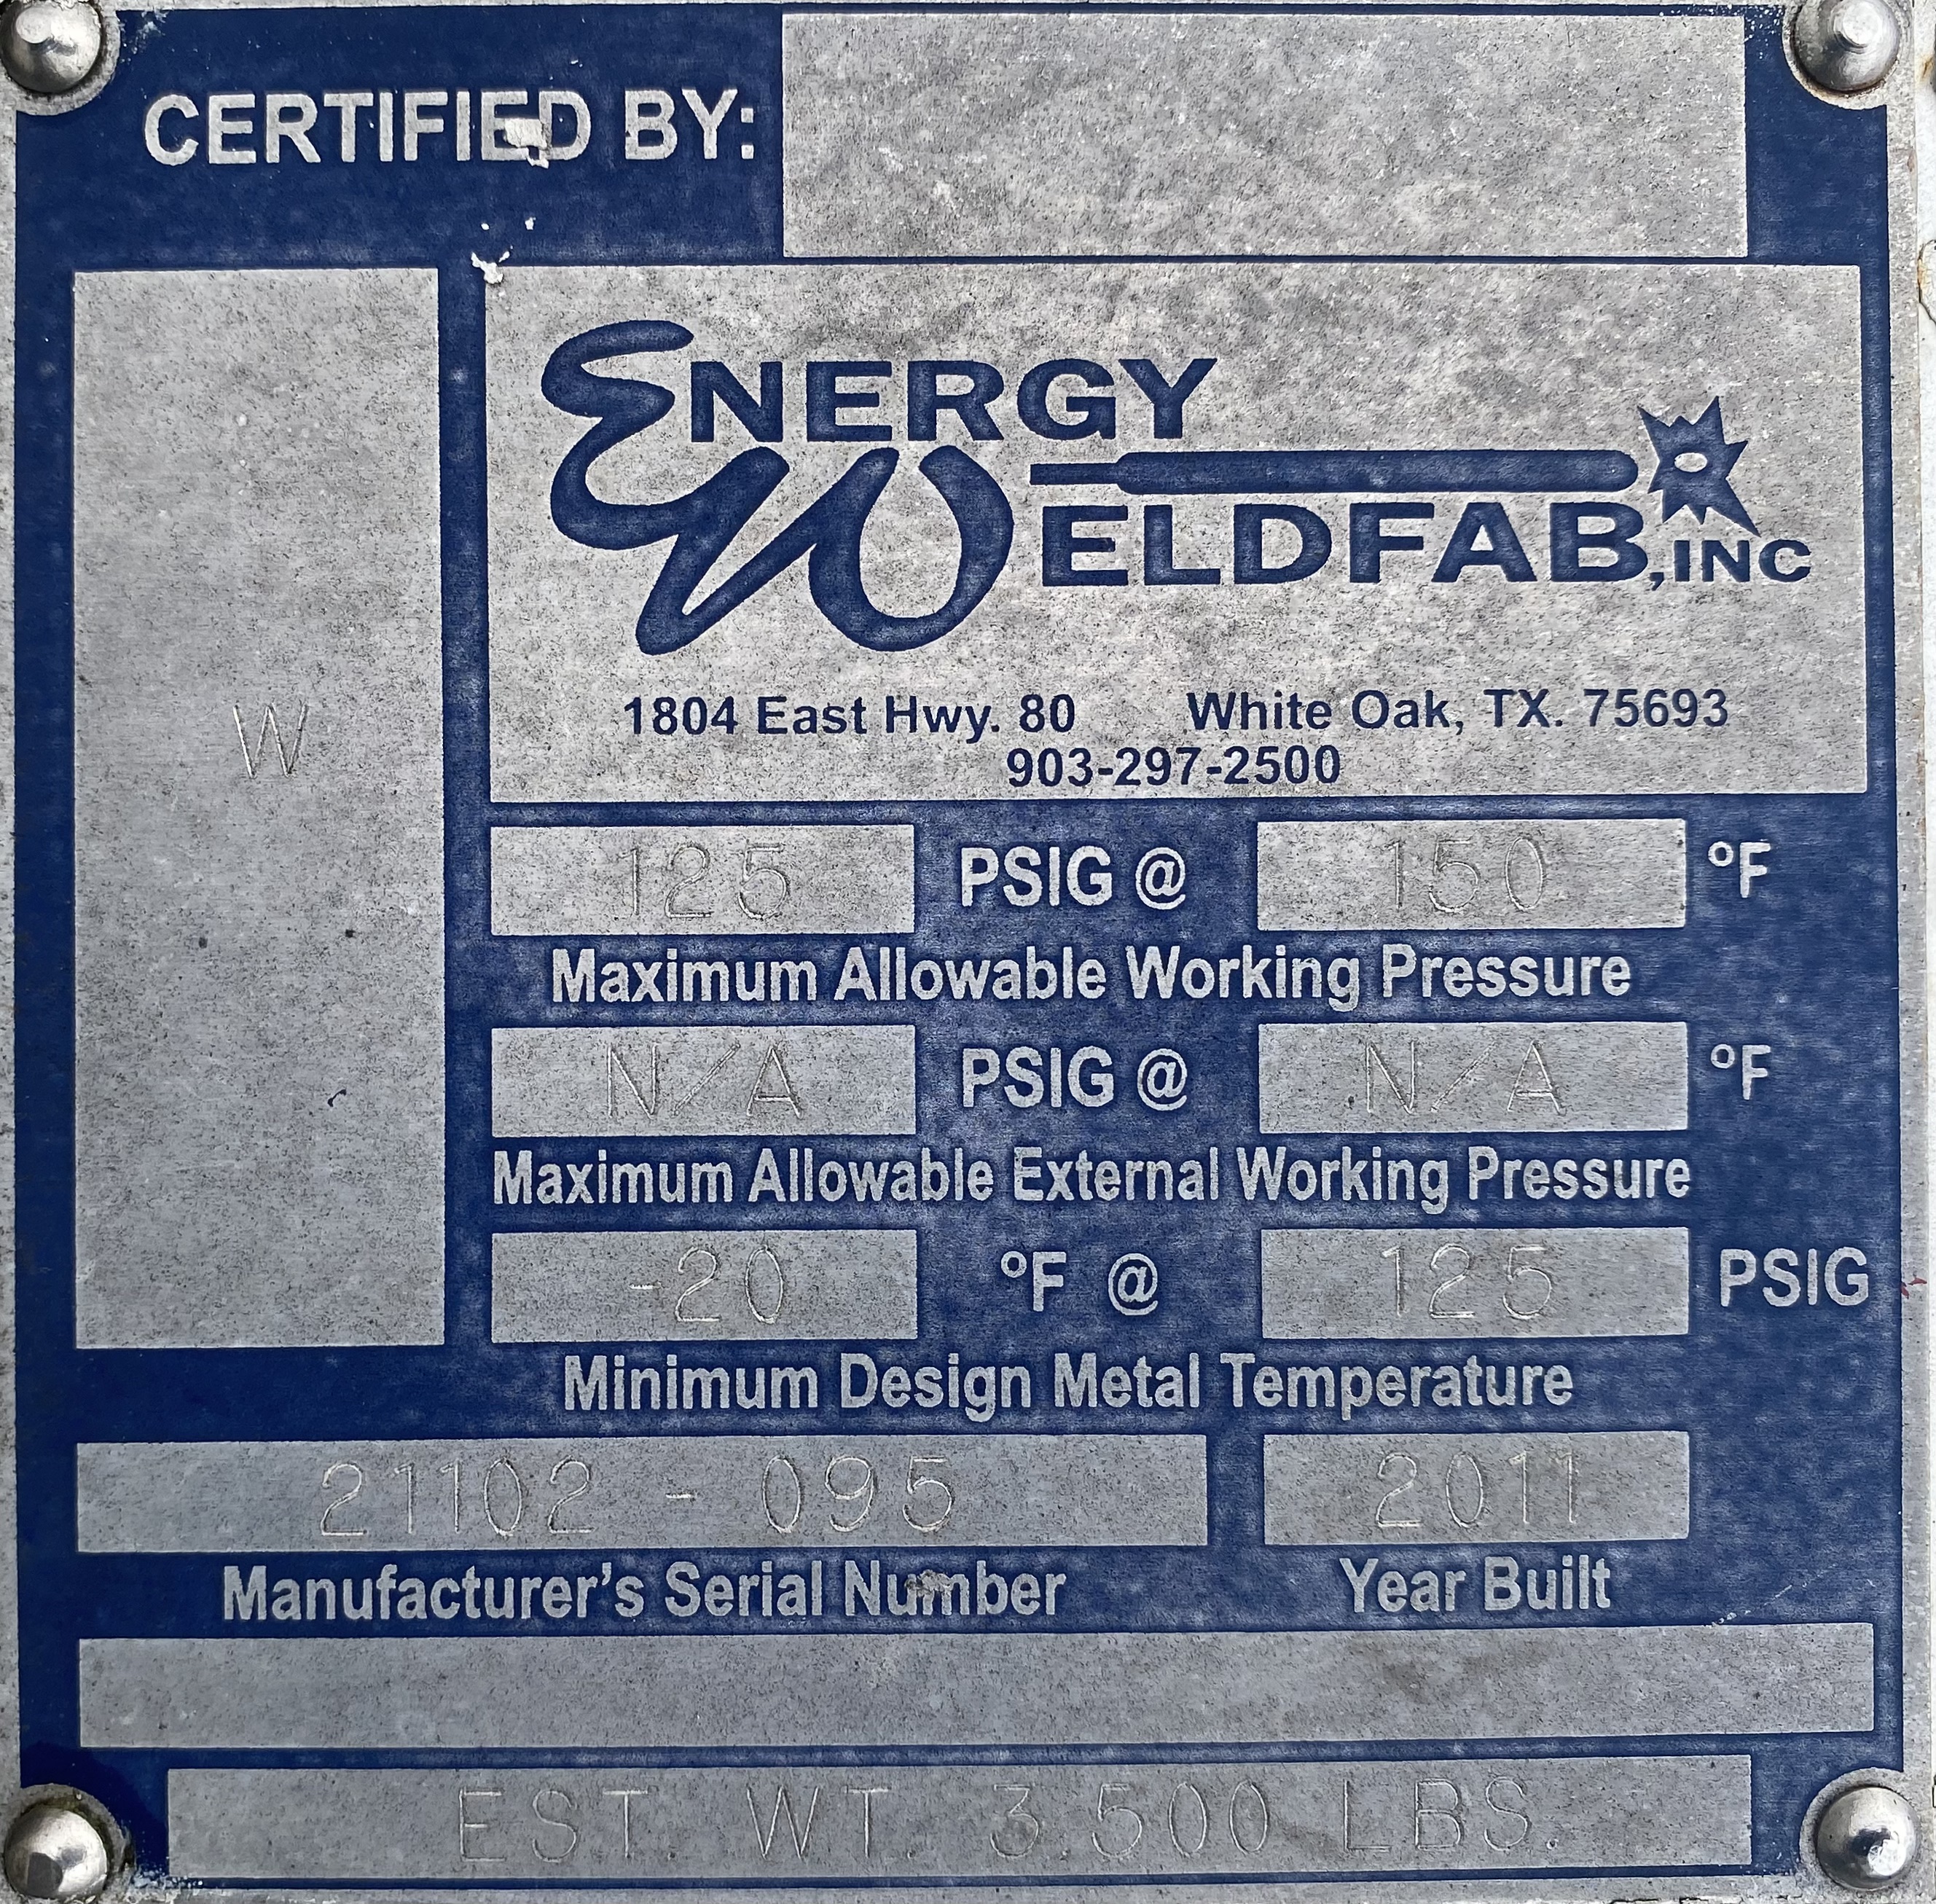 CERTIFIED BY:
ENERGY
WELDFAB, INC
1804 East Hwy. 80 White Oak, TX. 75693
903-297-2500
W
125 PSIG @ 150 °F
Maximum Allowable Working Pressure
N/A PSIG @ N/A °F
Maximum Allowable External Working Pressure
-20 °F @ 125 PSIG
Minimum Design Metal Temperature
21102 - 095 2011
Manufacturer's Serial Number Year Built
EST. WT. 3,500 LBS.